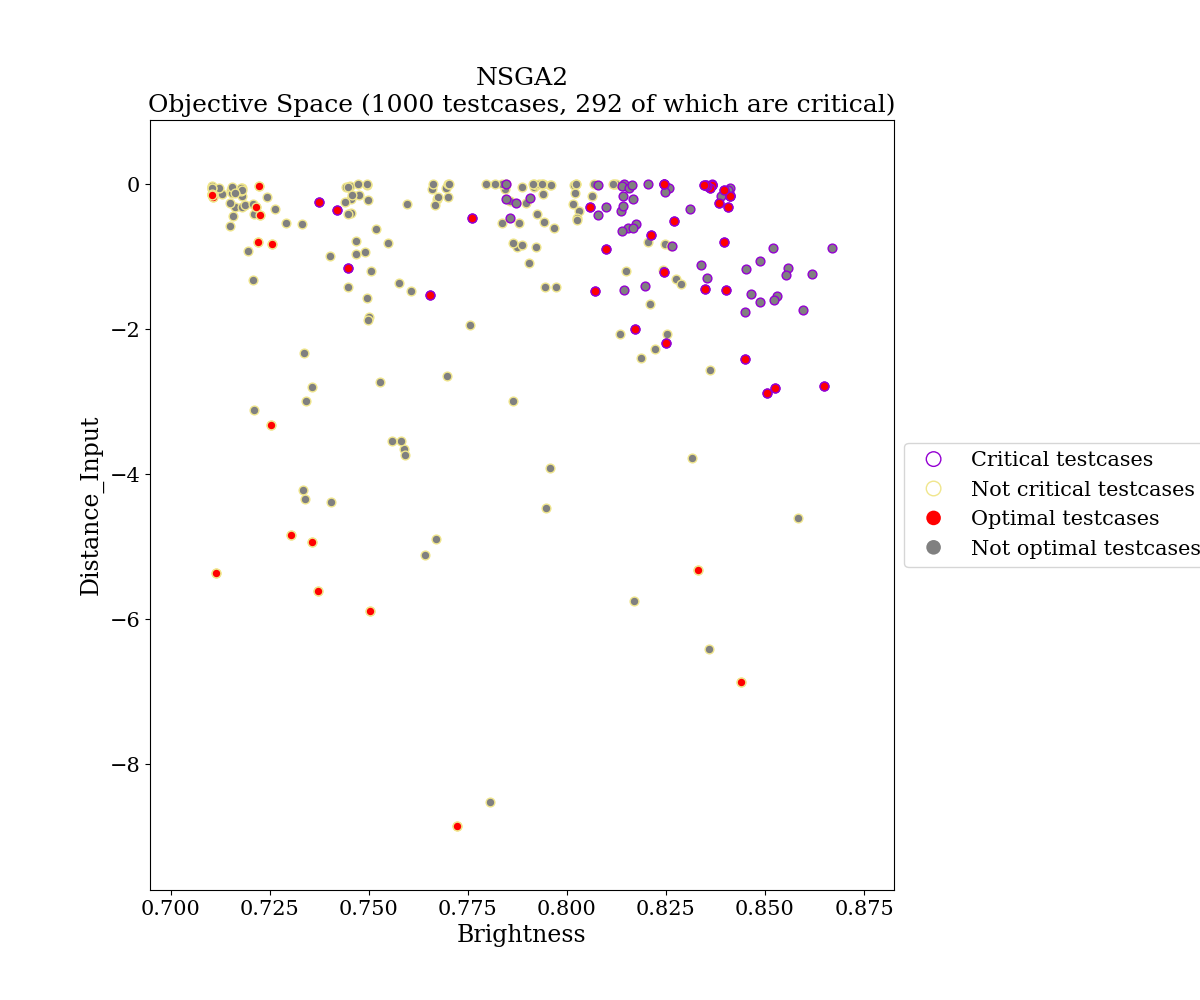 NSGA2
Objective Space (1000 testcases, 292 of which are critical)
0
−2
−4
−6
−8
Distance_Input
0.700 0.725 0.750 0.775 0.800 0.825 0.850 0.875
Brightness
Critical testcases
Not critical testcases
Optimal testcases
Not optimal testcases